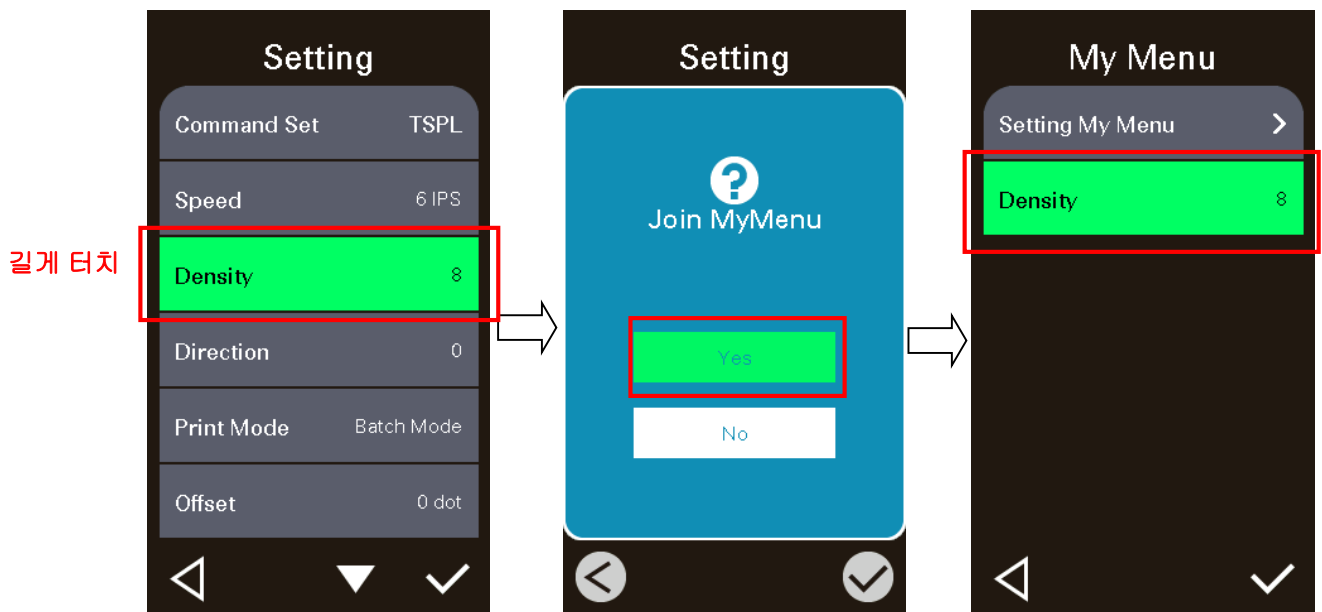 길게 터치
Setting
Command Set TSPL
Speed 6 IPS
Density 8
Direction 0
Print Mode Batch Mode
Offset 0 dot
Setting
?
Join MyMenu
Yes
No
My Menu
Setting My Menu
Density 8